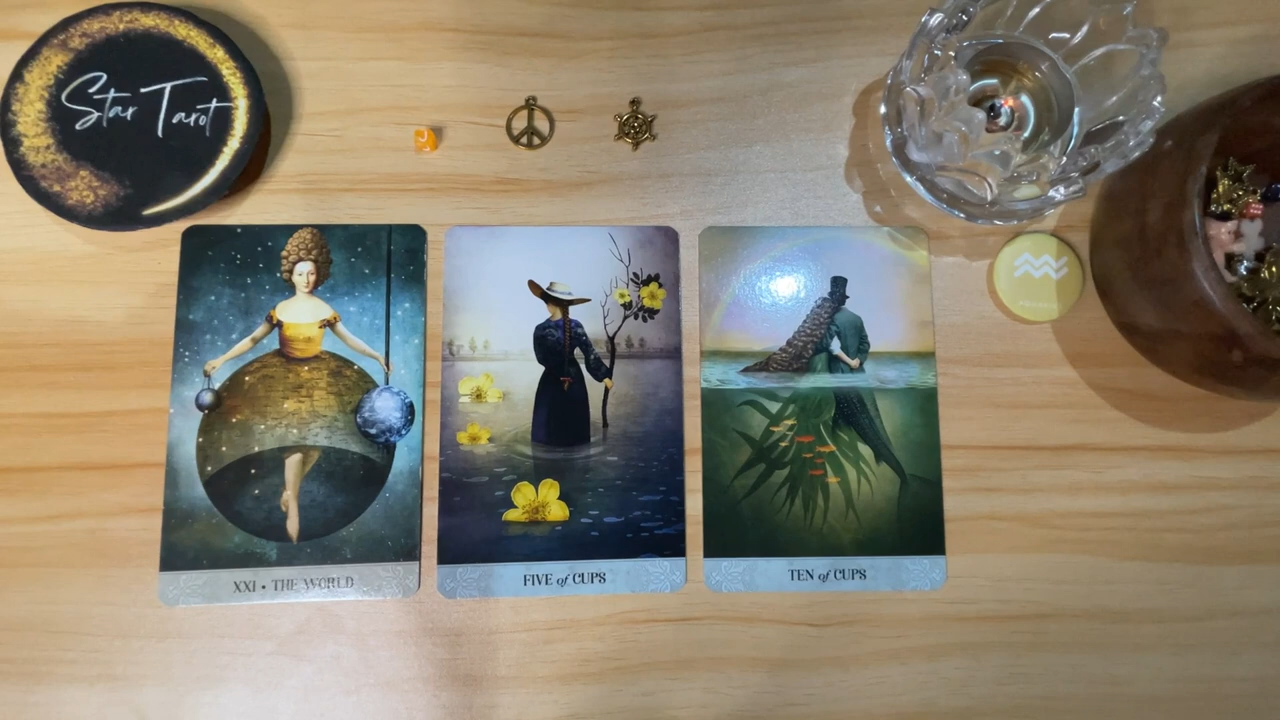 Star Tarot
XXI • THE WORLD
FIVE of CUPS
TEN of CUPS